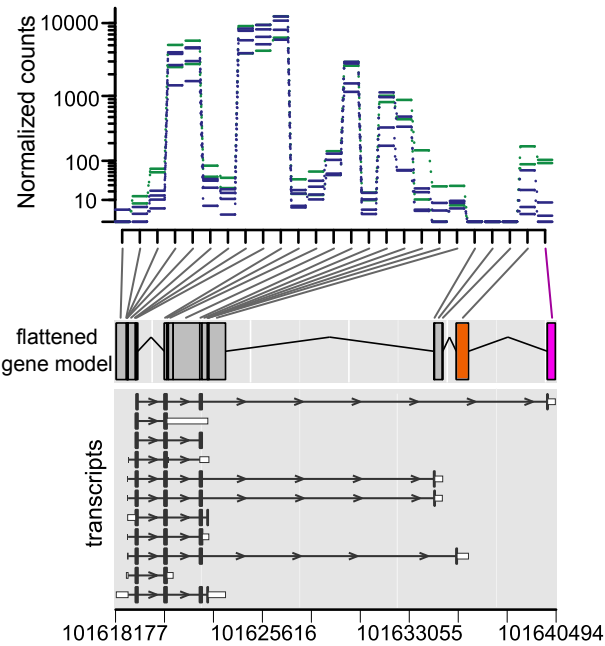 Normalized counts
10000
1000
100
10
flattened
gene model
transcripts
101618177 101625616 101633055 101640494